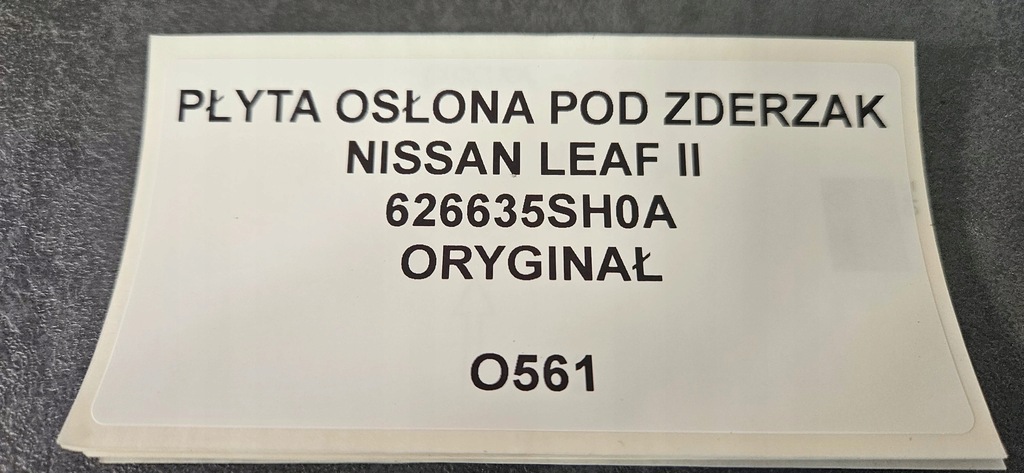 PŁYTA OSŁONA POD ZDERZAK
NISSAN LEAF II
626635SH0A
ORYGINAŁ
O561